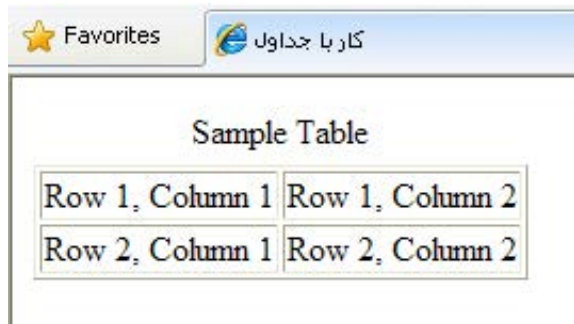 Favorites
کار با جداول
Sample Table
Row 1, Column 1 Row 1, Column 2
Row 2, Column 1 Row 2, Column 2